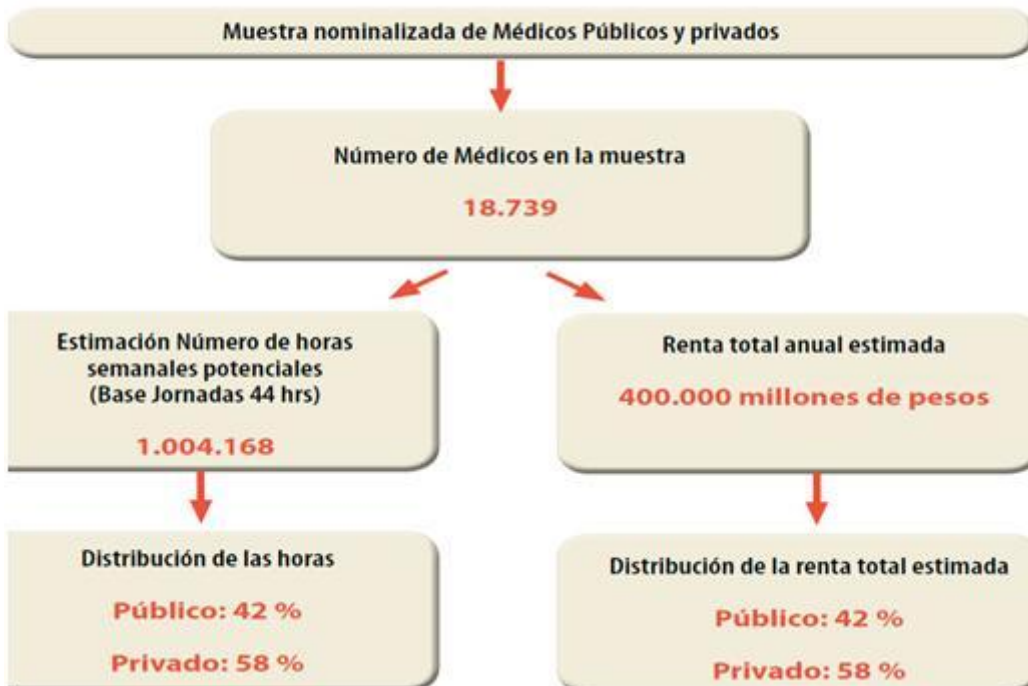 Muestra nominalizada de Médicos Públicos y privados
Número de Médicos en la muestra
18.739
Estimación Número de horas
semanales potenciales
(Base Jornadas 44 hrs)
1.004.168
Renta total anual estimada
400.000 millones de pesos
Distribución de las horas
Público: 42 %
Privado: 58 %
Distribución de la renta total estimada
Público: 42 %
Privado: 58 %